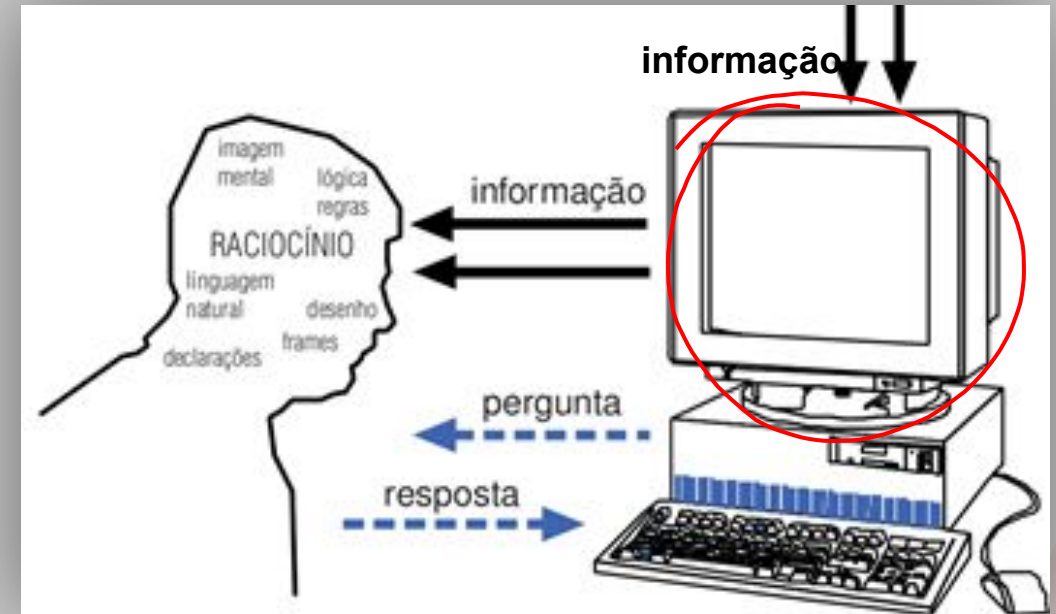 informação
imagem
mental
lógica
regras
RACIOCÍNIO
linguagem
natural
desenho
frames
declarações
informação
pergunta
resposta